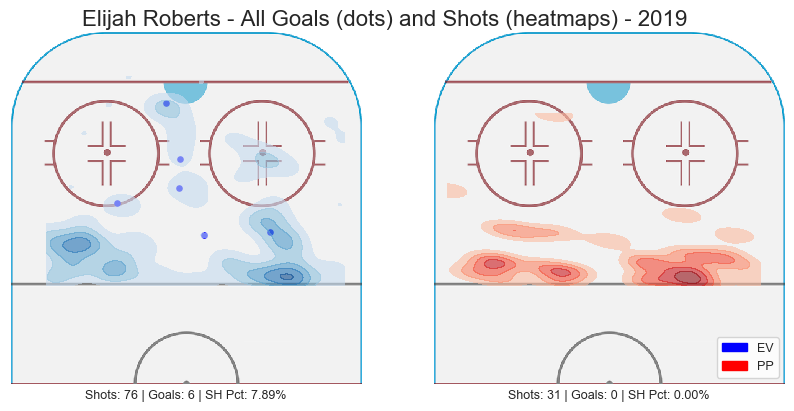 Elijah Roberts - All Goals (dots) and Shots (heatmaps) - 2019
EV
PP
Shots: 76 | Goals: 6 | SH Pct: 7.89%
Shots: 31 | Goals: 0 | SH Pct: 0.00%